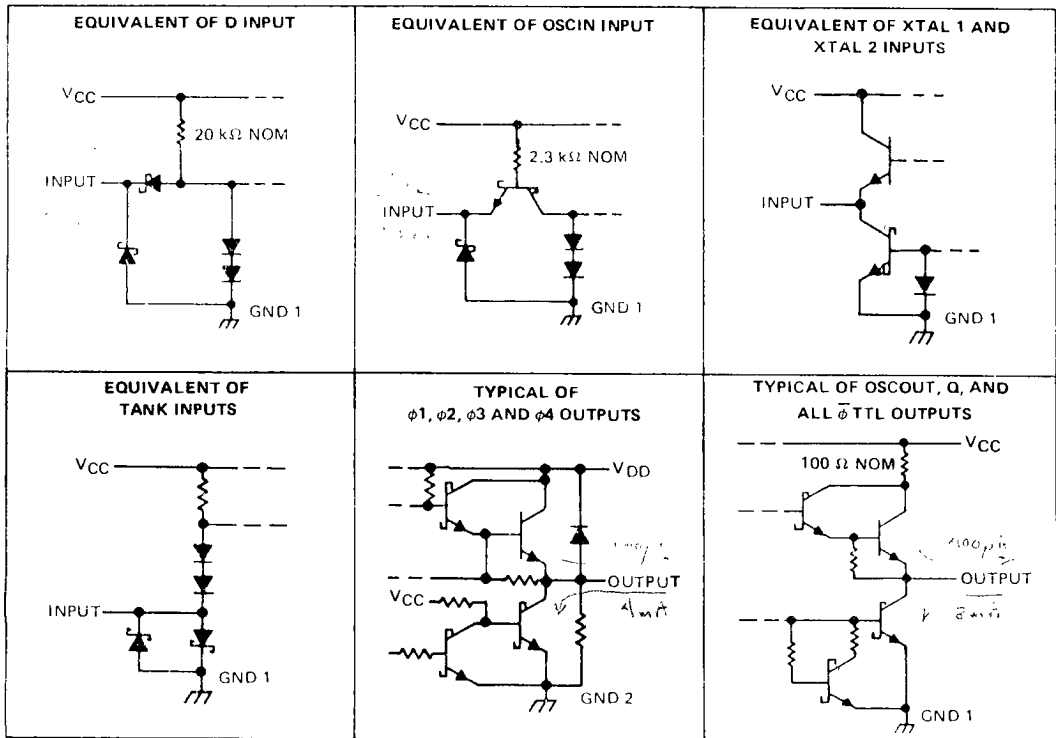 EQUIVALENT OF D INPUT
VCC
20 kΩ NOM
INPUT
GND 1
EQUIVALENT OF OSCIN INPUT
VCC
2.3 kΩ NOM
INPUT
GND 1
EQUIVALENT OF XTAL 1 AND
XTAL 2 INPUTS
VCC
INPUT
GND 1
EQUIVALENT OF
TANK INPUTS
VCC
INPUT
GND 1
TYPICAL OF
ϕ1, ϕ2, ϕ3 AND ϕ4 OUTPUTS
VDD
OUTPUT
VCC
4mA
GND 2
TYPICAL OF OSCOUT, Q, AND
ALL ϕ̅ TTL OUTPUTS
VCC
100 Ω NOM
400μA
OUTPUT
8mA
GND 1